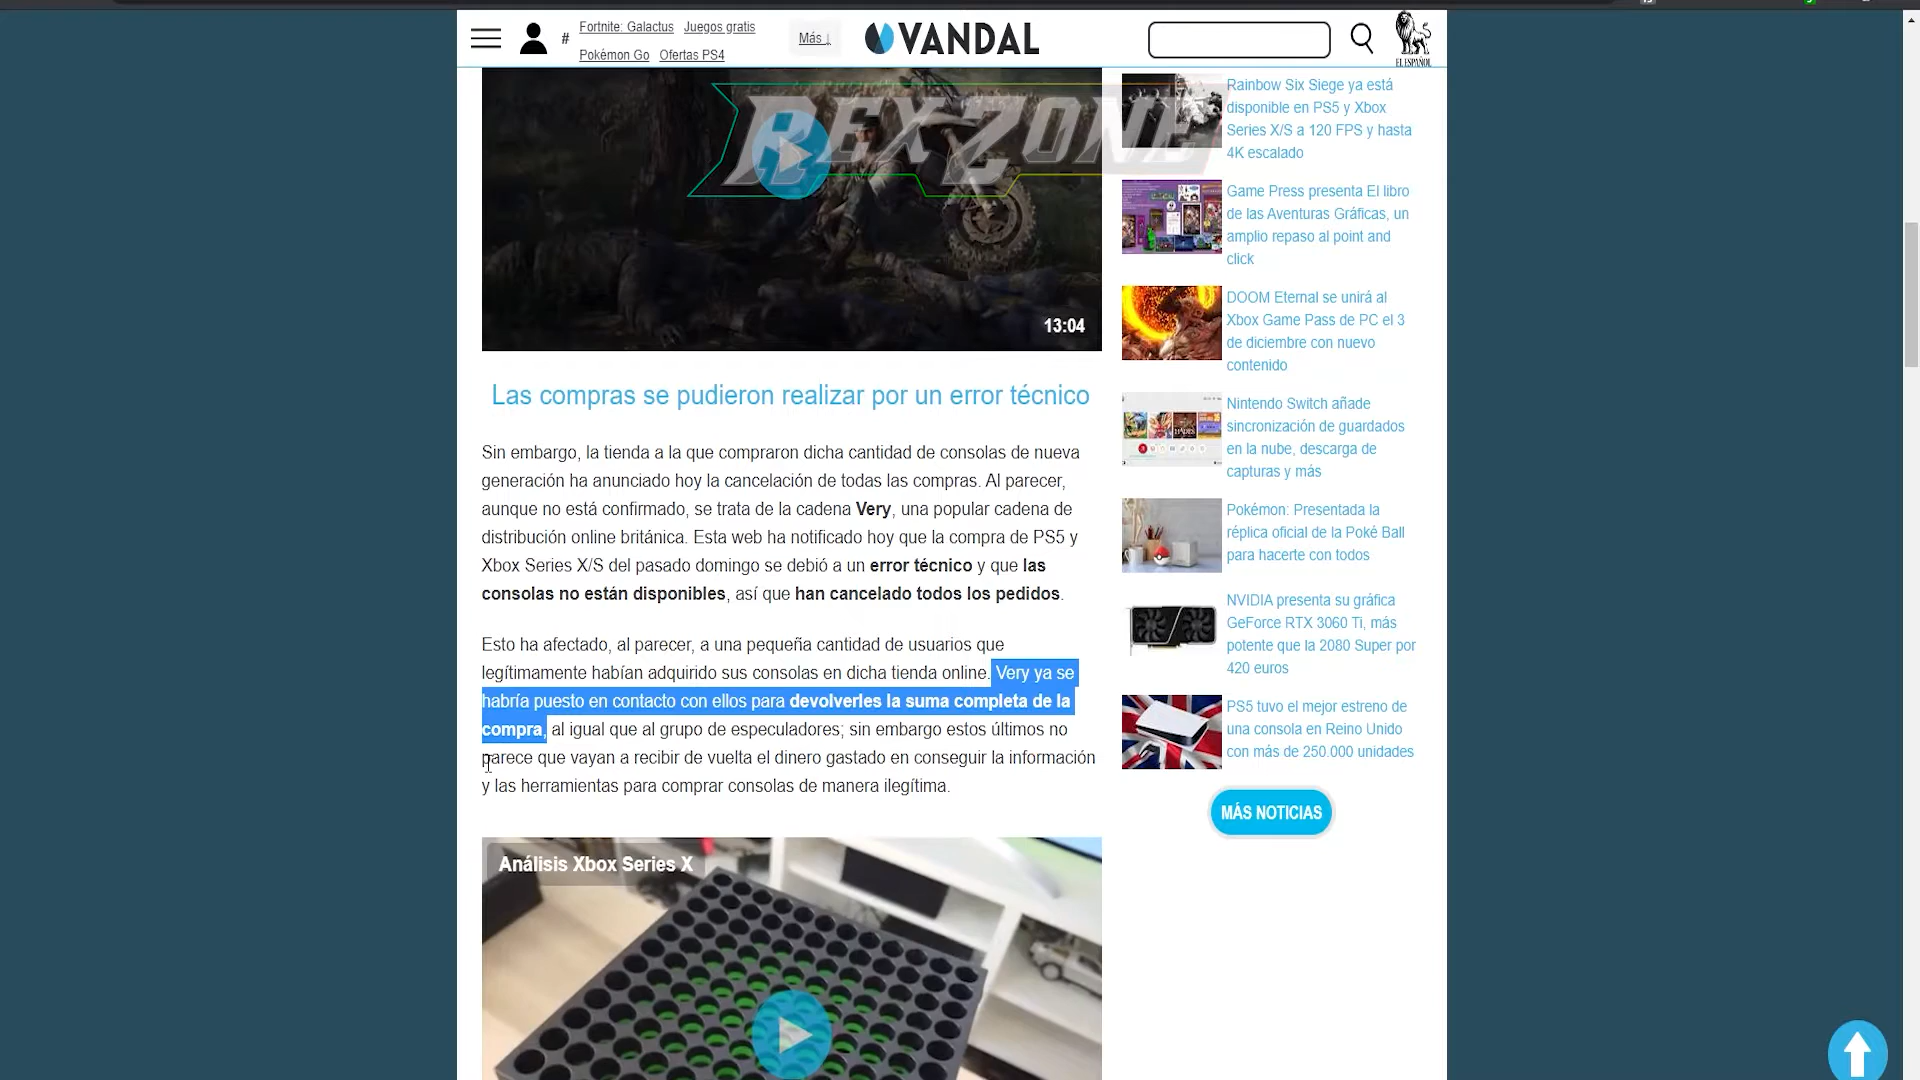 Fortnite: Galactus Juegos gratis
# Más ↓
Pokémon Go Ofertas PS4
VANDAL
EL ESPAÑOL
REX ZONE
13:04
Las compras se pudieron realizar por un error técnico
Sin embargo, la tienda a la que compraron dicha cantidad de consolas de nueva
generación ha anunciado hoy la cancelación de todas las compras. Al parecer,
aunque no está confirmado, se trata de la cadena Very, una popular cadena de
distribución online británica. Esta web ha notificado hoy que la compra de PS5 y
Xbox Series X/S del pasado domingo se debió a un error técnico y que las
consolas no están disponibles, así que han cancelado todos los pedidos.
Esto ha afectado, al parecer, a una pequeña cantidad de usuarios que
legítimamente habían adquirido sus consolas en dicha tienda online. Very ya se
habría puesto en contacto con ellos para devolverles la suma completa de la
compra, al igual que al grupo de especuladores; sin embargo estos últimos no
parece que vayan a recibir de vuelta el dinero gastado en conseguir la información
y las herramientas para comprar consolas de manera ilegítima.
Análisis Xbox Series X
Rainbow Six Siege ya está
disponible en PS5 y Xbox
Series X/S a 120 FPS y hasta
4K escalado
Game Press presenta El libro
de las Aventuras Gráficas, un
amplio repaso al point and
click
DOOM Eternal se unirá al
Xbox Game Pass de PC el 3
de diciembre con nuevo
contenido
Nintendo Switch añade
sincronización de guardados
en la nube, descarga de
capturas y más
Pokémon: Presentada la
réplica oficial de la Poké Ball
para hacerte con todos
NVIDIA presenta su gráfica
GeForce RTX 3060 Ti, más
potente que la 2080 Super por
420 euros
PS5 tuvo el mejor estreno de
una consola en Reino Unido
con más de 250.000 unidades
MÁS NOTICIAS